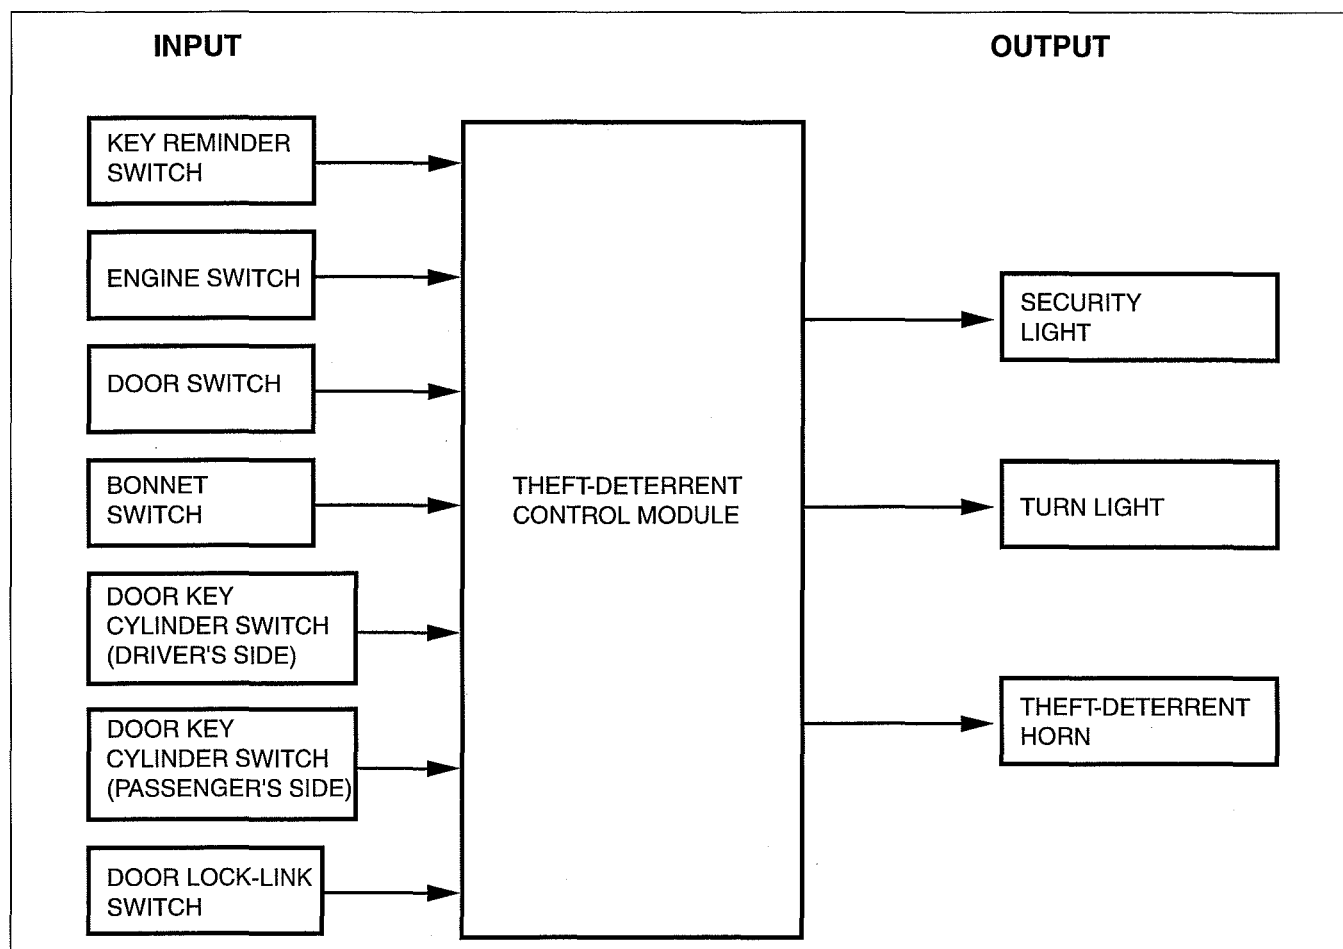 INPUT
OUTPUT
KEY REMINDER
SWITCH
ENGINE SWITCH
DOOR SWITCH
BONNET
SWITCH
DOOR KEY
CYLINDER SWITCH
(DRIVER'S SIDE)
DOOR KEY
CYLINDER SWITCH
(PASSENGER'S SIDE)
DOOR LOCK-LINK
SWITCH
THEFT-DETERRENT
CONTROL MODULE
SECURITY
LIGHT
TURN LIGHT
THEFT-DETERRENT
HORN